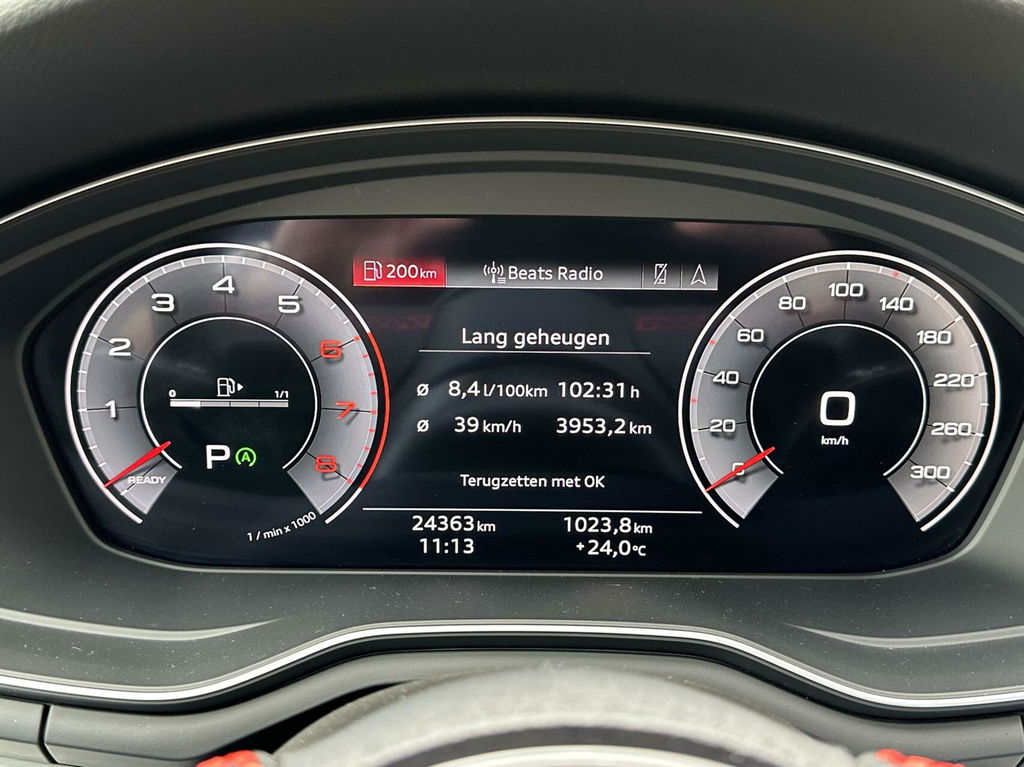 200 km Beats Radio
Lang geheugen
ø 8,4 l/100km 102:31 h
ø 39 km/h 3953,2 km
Terugzetten met OK
24363 km 1023,8 km
11:13 +24,0 °C
READY 1 2 3 4 5 6 7 8
0 1/1
P A
1 / min x 1000
0 20 40 60 80 100 140 180 220 260 300
0
km/h